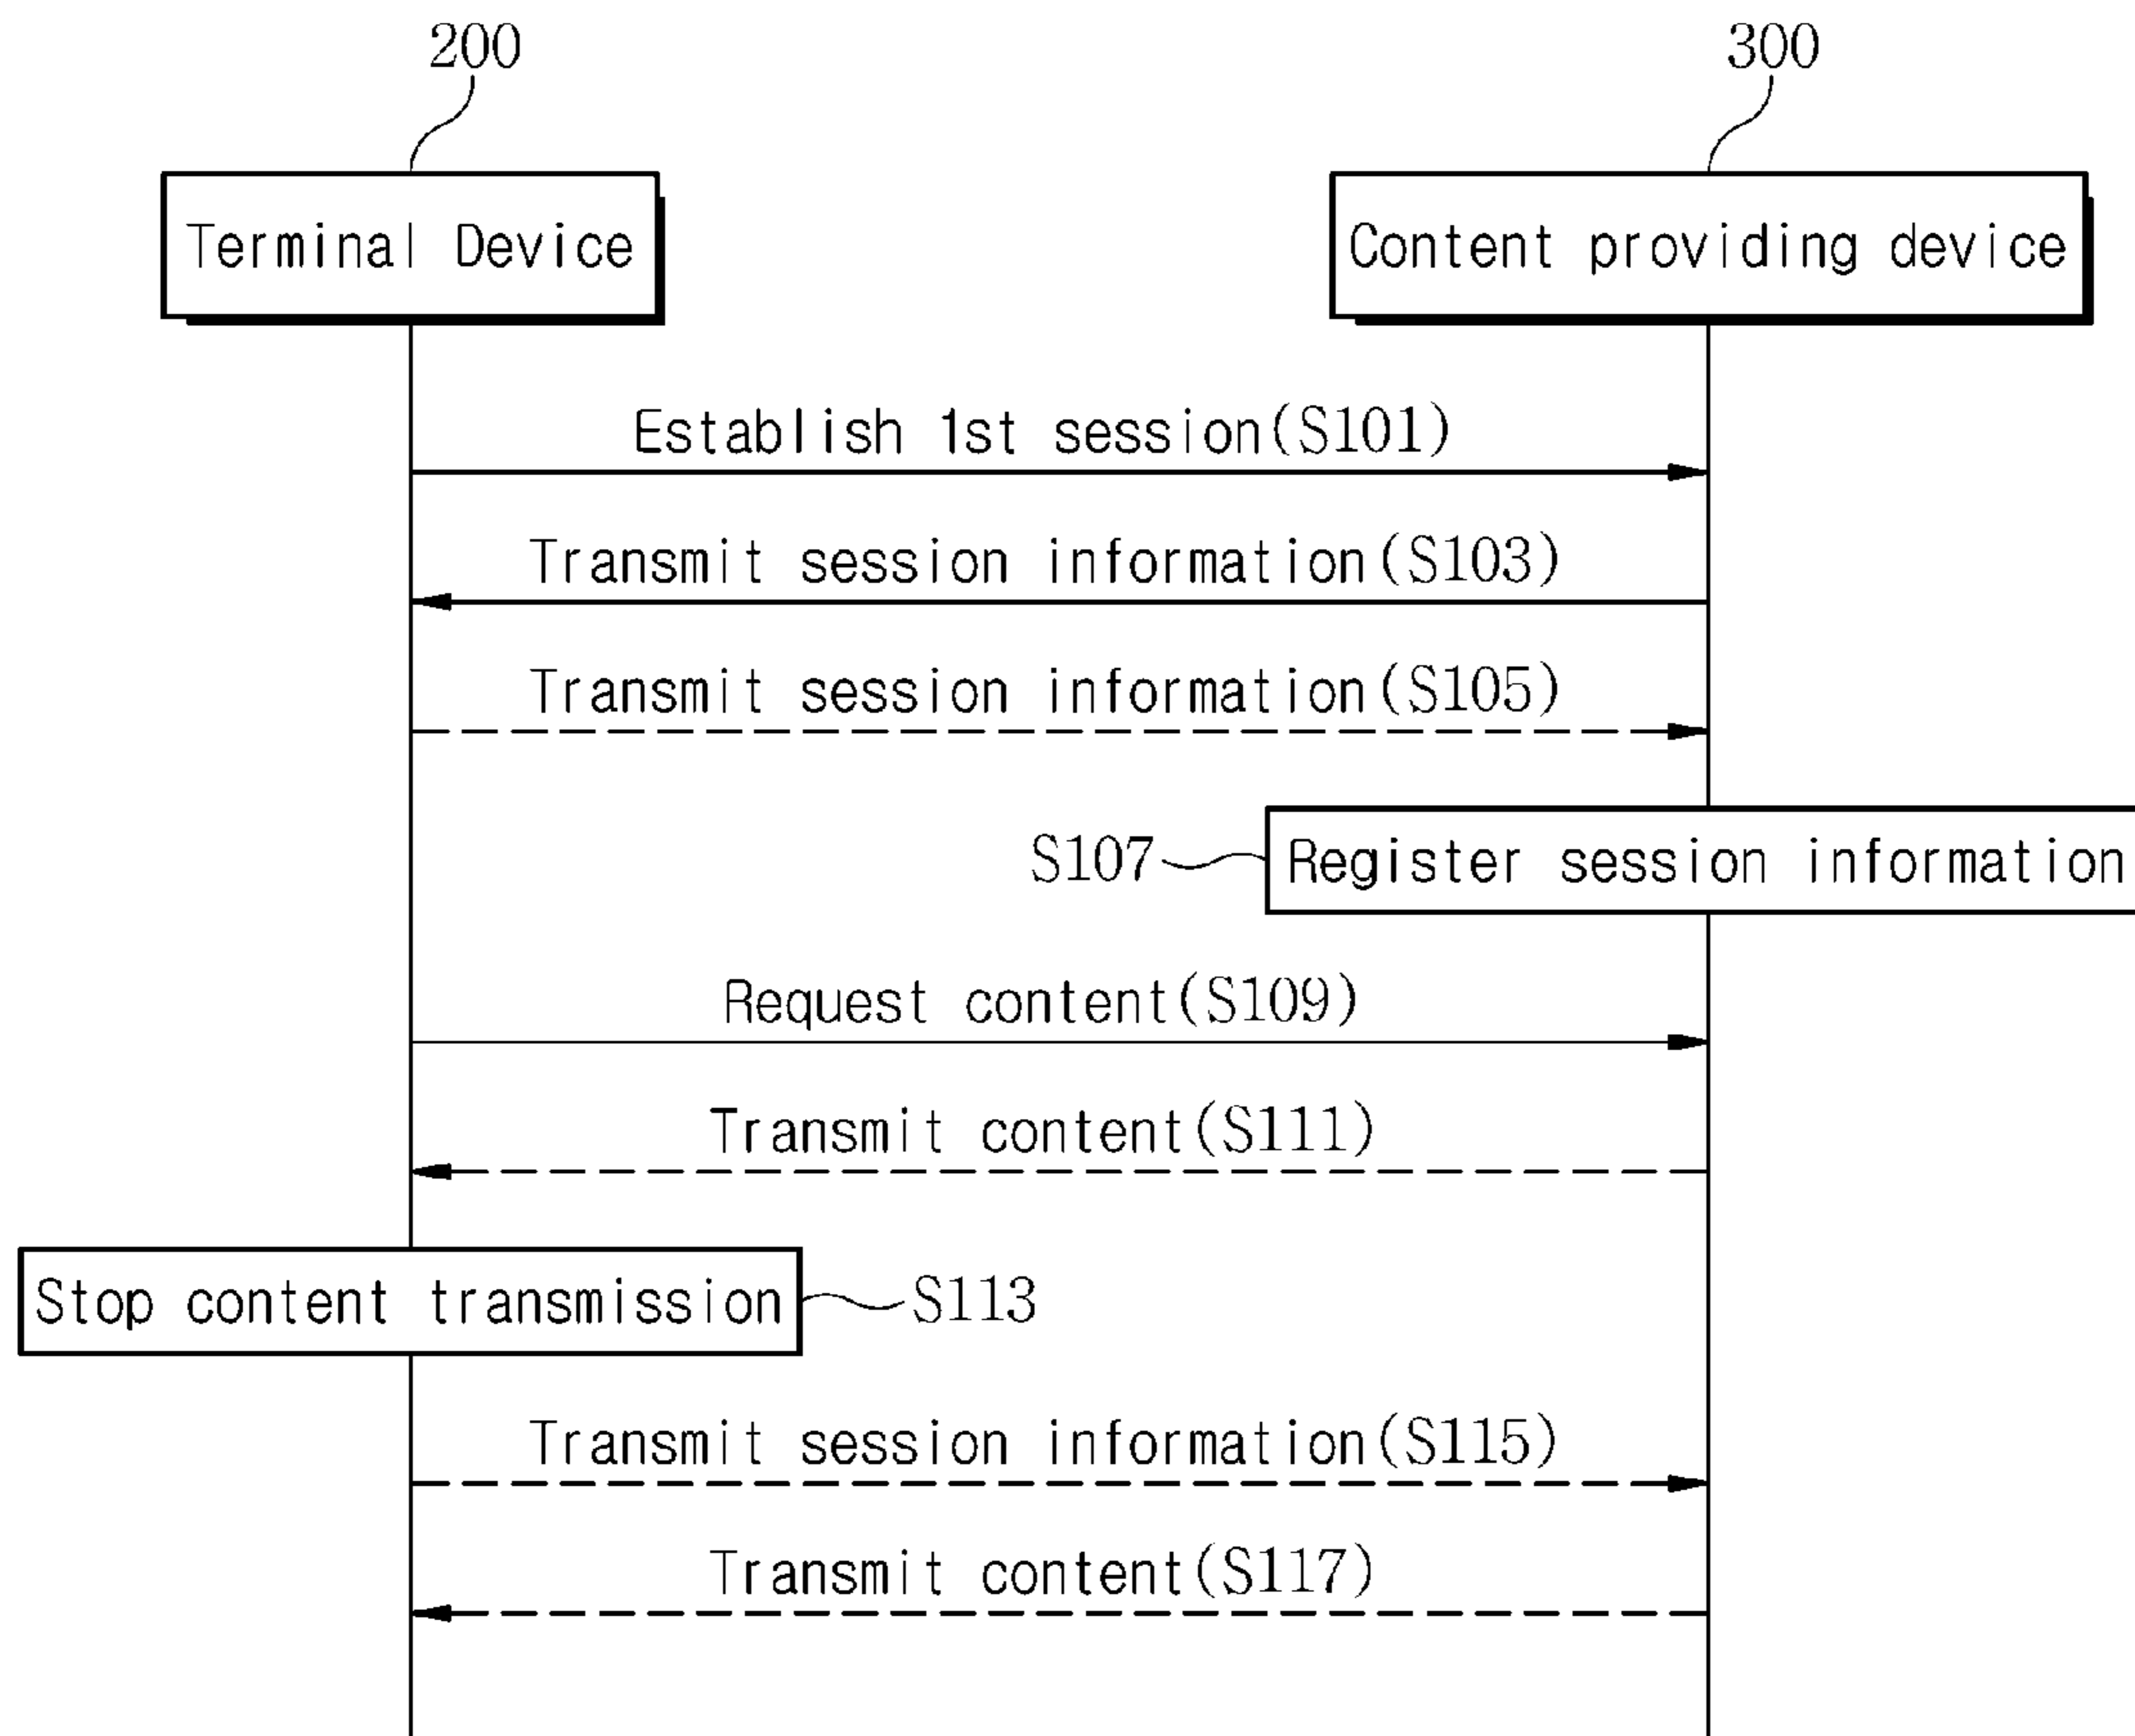 200
300
Terminal Device
Content providing device
Establish 1st session(S101)
Transmit session information(S103)
Transmit session information(S105)
S107
Register session information
Request content(S109)
Transmit content(S111)
Stop content transmission
S113
Transmit session information(S115)
Transmit content(S117)